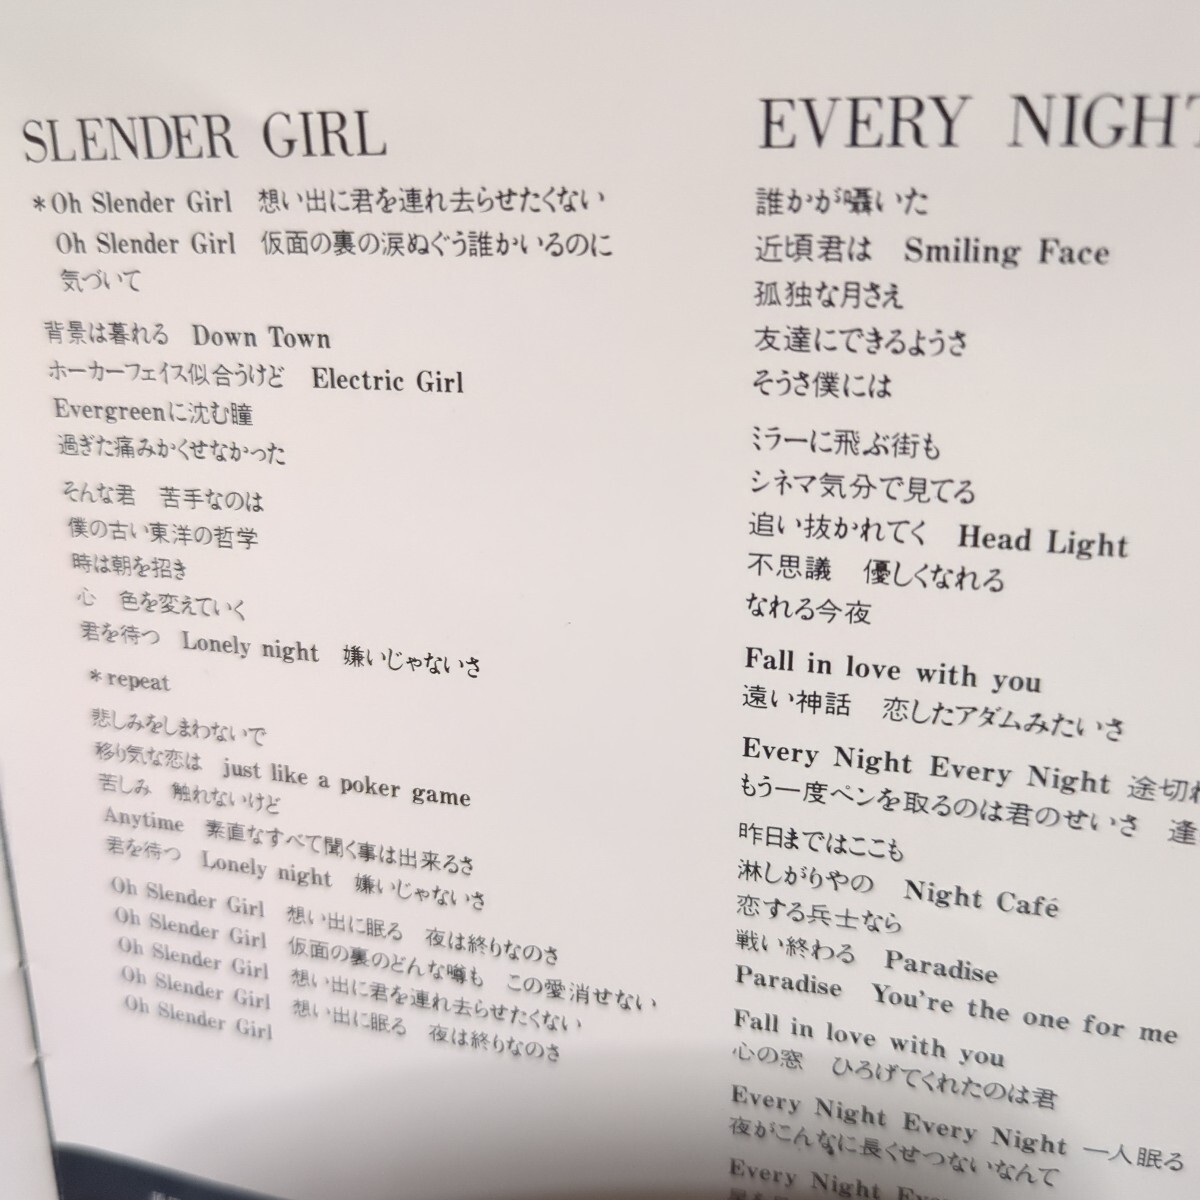 SLENDER GIRL
*Oh Slender Girl 想い出に君を連れ去らせたくない
Oh Slender Girl 仮面の裏の涙ぬぐう誰かいるのに
気づいて
背景は暮れる Down Town
ホーカーフェイス似合うけど Electric Girl
Evergreenに沈む瞳
過ぎた痛みかくせなかった
そんな君 苦手なのは
僕の古い東洋の哲学
時は朝を招き
心 色を変えていく
君を待つ Lonely night 嫌いじゃないさ
*repeat
悲しみをしまわないで
移り気な恋は just like a poker game
苦しみ 触れないけど
Anytime 素直なすべて聞く事は出来るさ
君を待つ Lonely night 嫌いじゃないさ
Oh Slender Girl 想い出に眠る 夜は終りなのさ
Oh Slender Girl 仮面の裏のどんな噂も この愛消せない
Oh Slender Girl 想い出に君を連れ去らせたくない
Oh Slender Girl 想い出に眠る 夜は終りなのさ
Oh Slender Girl
EVERY NIGHT
誰かが囁いた
近頃君は Smiling Face
孤独な月さえ
友達にできるようさ
そうさ僕には
ミラーに飛ぶ街も
シネマ気分で見てる
追い抜かれてく Head Light
不思議 優しくなれる
なれる今夜
Fall in love with you
遠い神話 恋したアダムみたいさ
Every Night Every Night 途切れ
もう一度ペンを取るのは君のせいさ 逢
昨日まではここも
淋しがりやの Night Café
恋する兵士なら
戦い終わる Paradise
Paradise You're the one for me
Fall in love with you
心の窓 ひろげてくれたのは君
Every Night Every Night 一人眠る
夜がこんなに長くせつないなんて
Every Night Every